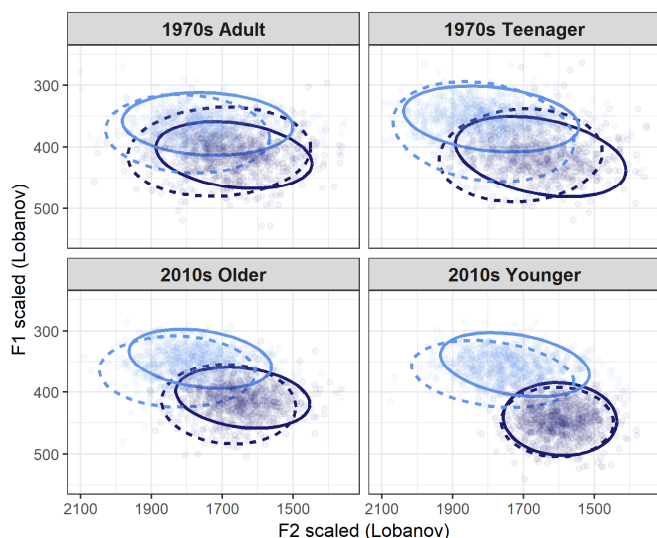 1970s Adult
1970s Teenager
300
400
500
2010s Older
2010s Younger
300
400
500
2100
1900
1700
1500
2100
1900
1700
1500
F1 scaled (Lobanov)
F2 scaled (Lobanov)